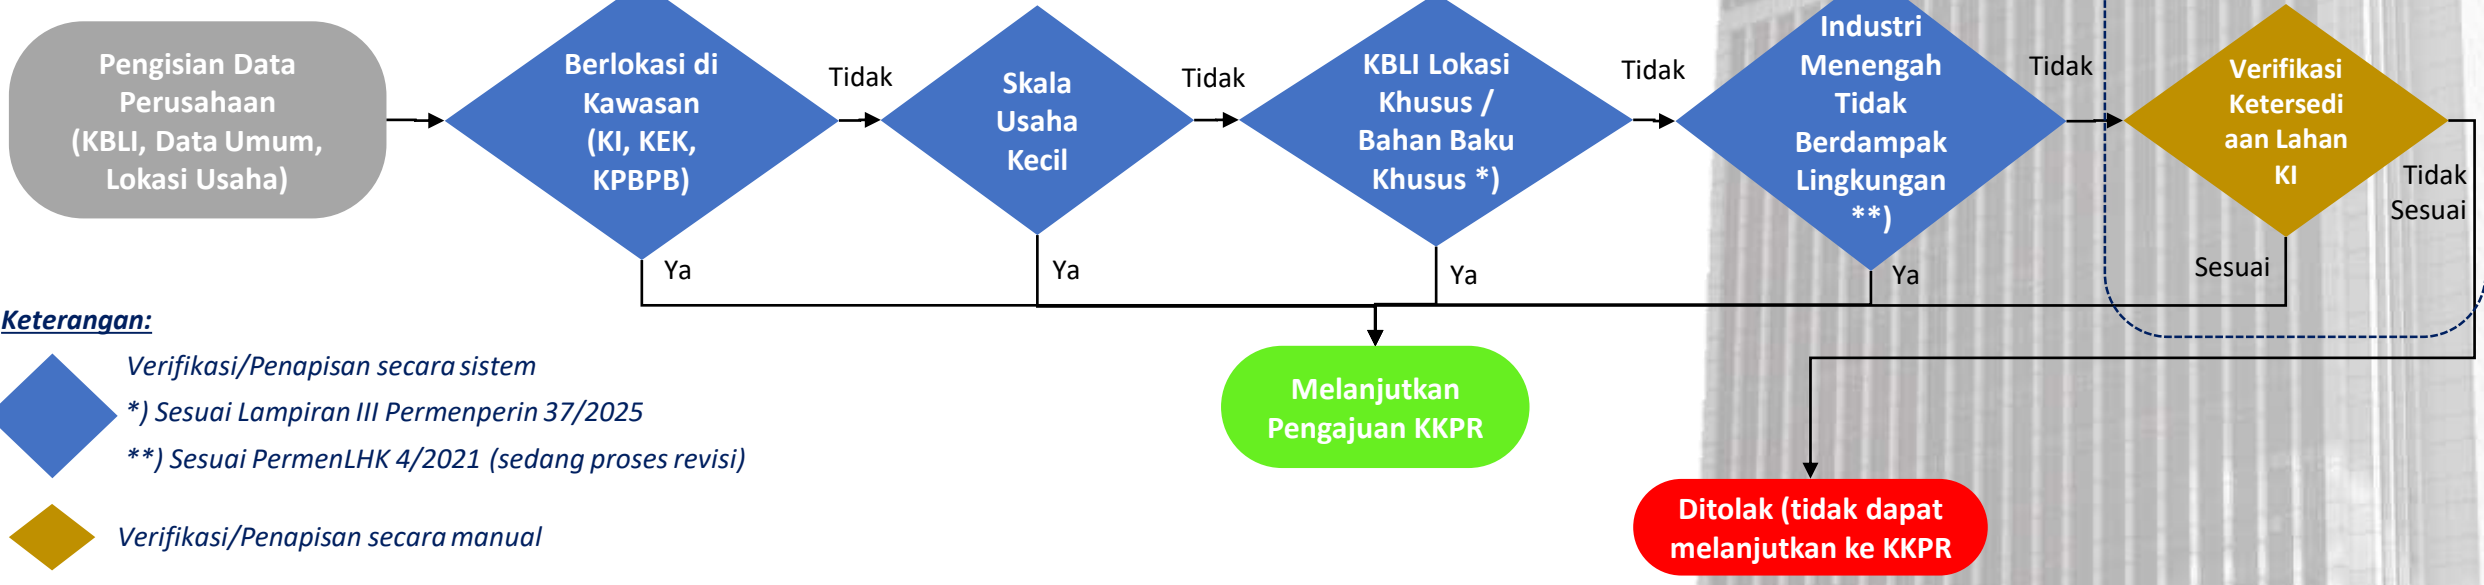 Pengisian Data
Perusahaan
(KBLI, Data Umum,
Lokasi Usaha)
Berlokasi di
Kawasan
(KI, KEK,
KPBPB)
Tidak
Ya
Skala
Usaha
Kecil
Tidak
Ya
KBLI Lokasi
Khusus /
Bahan Baku
Khusus *)
Tidak
Ya
Industri
Menengah
Tidak
Berdampak
Lingkungan
**)
Tidak
Ya
Verifikasi
Ketersedi
aan Lahan
KI
Tidak
Sesuai
Sesuai
Melanjutkan
Pengajuan KKPR
Ditolak (tidak dapat
melanjutkan ke KKPR
Keterangan:
Verifikasi/Penapisan secara sistem
*) Sesuai Lampiran III Permenperin 37/2025
**) Sesuai PermenLHK 4/2021 (sedang proses revisi)
Verifikasi/Penapisan secara manual